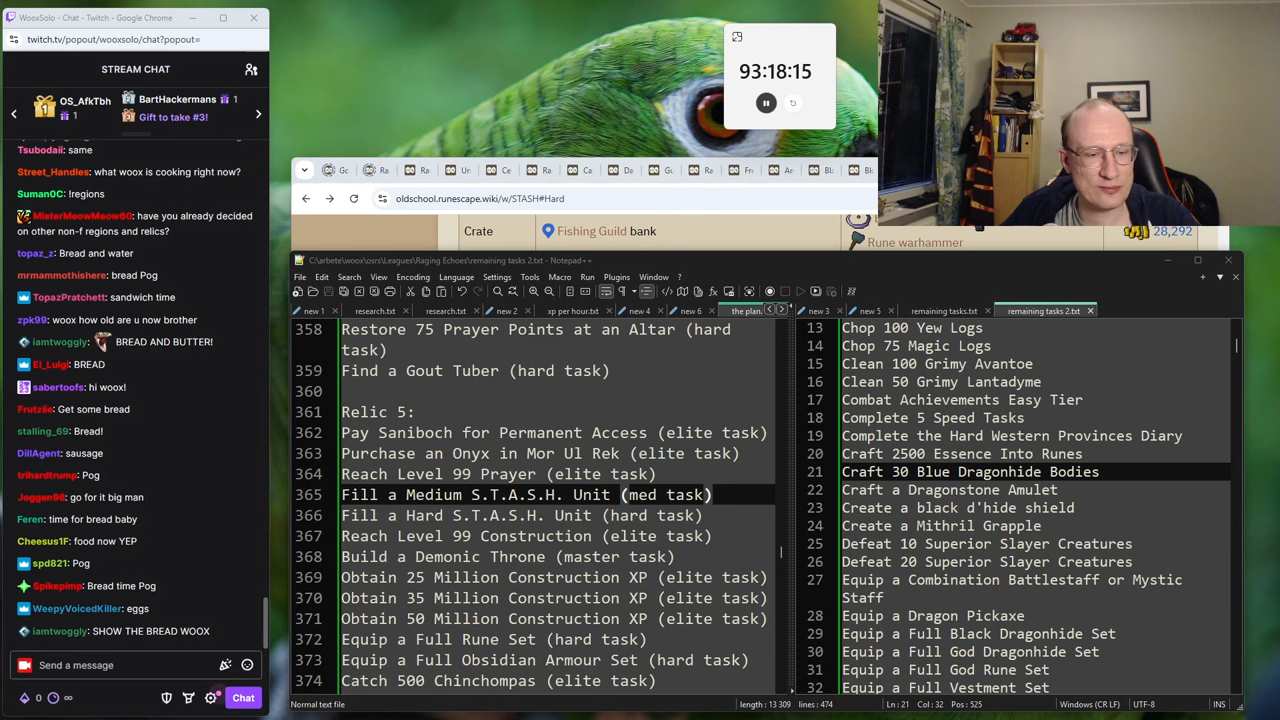 WooxSolo - Chat - Twitch - Google Chrome
twitch.tv/popout/wooxsolo/chat?popout=
STREAM CHAT
OS_AfkTbh
1
BartHackermans 1
Gift to take #3!
Tsubodaii: same
Street_Handles: what woox is cooking right now?
Suman0C: !regions
MisterMeowMeow60: have you already decided
on other non-f regions and relics?
topaz_z: Bread and water
mrmammothishere: bread Pog
TopazPratchett: sandwich time
zpk99: woox how old are u now brother
iamtwoggly: BREAD AND BUTTER!
El_Luigi: BREAD
sabertoofs: hi woox!
Frutziie: Get some bread
stalling_69: Bread!
DillAgent: sausage
trihardtrump: Pog
Joggen96: go for it big man
Feren: time for bread baby
Cheesus1F: food now YEP
spd821: Pog
Spikepimp: Bread time Pog
WeepyVoicedKiller: eggs
iamtwoggly: SHOW THE BREAD WOOX
Send a message
0 ∞ Chat
93:18:15
oldschool.runescape.wiki/w/STASH#Hard
Crate Fishing Guild bank
Rune warhammer 28,292
C:\arbete\woox\osrs\Leagues\Raging Echoes\remaining tasks 2.txt - Notepad++
File Edit Search View Encoding Language Settings Tools Macro Run Plugins Window ?
new 1 research.txt research.txt new 2 xp per hour.txt new 4 new 6 the plan. new 3 new 5 remaining tasks.txt remaining tasks 2.txt
358 Restore 75 Prayer Points at an Altar (hard
task)
359 Find a Gout Tuber (hard task)
360
361 Relic 5:
362 Pay Saniboch for Permanent Access (elite task)
363 Purchase an Onyx in Mor Ul Rek (elite task)
364 Reach Level 99 Prayer (elite task)
365 Fill a Medium S.T.A.S.H. Unit (med task)
366 Fill a Hard S.T.A.S.H. Unit (hard task)
367 Reach Level 99 Construction (elite task)
368 Build a Demonic Throne (master task)
369 Obtain 25 Million Construction XP (elite task)
370 Obtain 35 Million Construction XP (elite task)
371 Obtain 50 Million Construction XP (elite task)
372 Equip a Full Rune Set (hard task)
373 Equip a Full Obsidian Armour Set (hard task)
374 Catch 500 Chinchompas (elite task)
13 Chop 100 Yew Logs
14 Chop 75 Magic Logs
15 Clean 100 Grimy Avantoe
16 Clean 50 Grimy Lantadyme
17 Combat Achievements Easy Tier
18 Complete 5 Speed Tasks
19 Complete the Hard Western Provinces Diary
20 Craft 2500 Essence Into Runes
21 Craft 30 Blue Dragonhide Bodies
22 Craft a Dragonstone Amulet
23 Create a black d'hide shield
24 Create a Mithril Grapple
25 Defeat 10 Superior Slayer Creatures
26 Defeat 20 Superior Slayer Creatures
27 Equip a Combination Battlestaff or Mystic
Staff
28 Equip a Dragon Pickaxe
29 Equip a Full Black Dragonhide Set
30 Equip a Full God Dragonhide Set
31 Equip a Full God Rune Set
32 Equip a Full Vestment Set
Normal text file length : 13 309 lines : 474 Ln : 21 Col : 32 Pos : 525 Windows (CR LF) UTF-8 INS